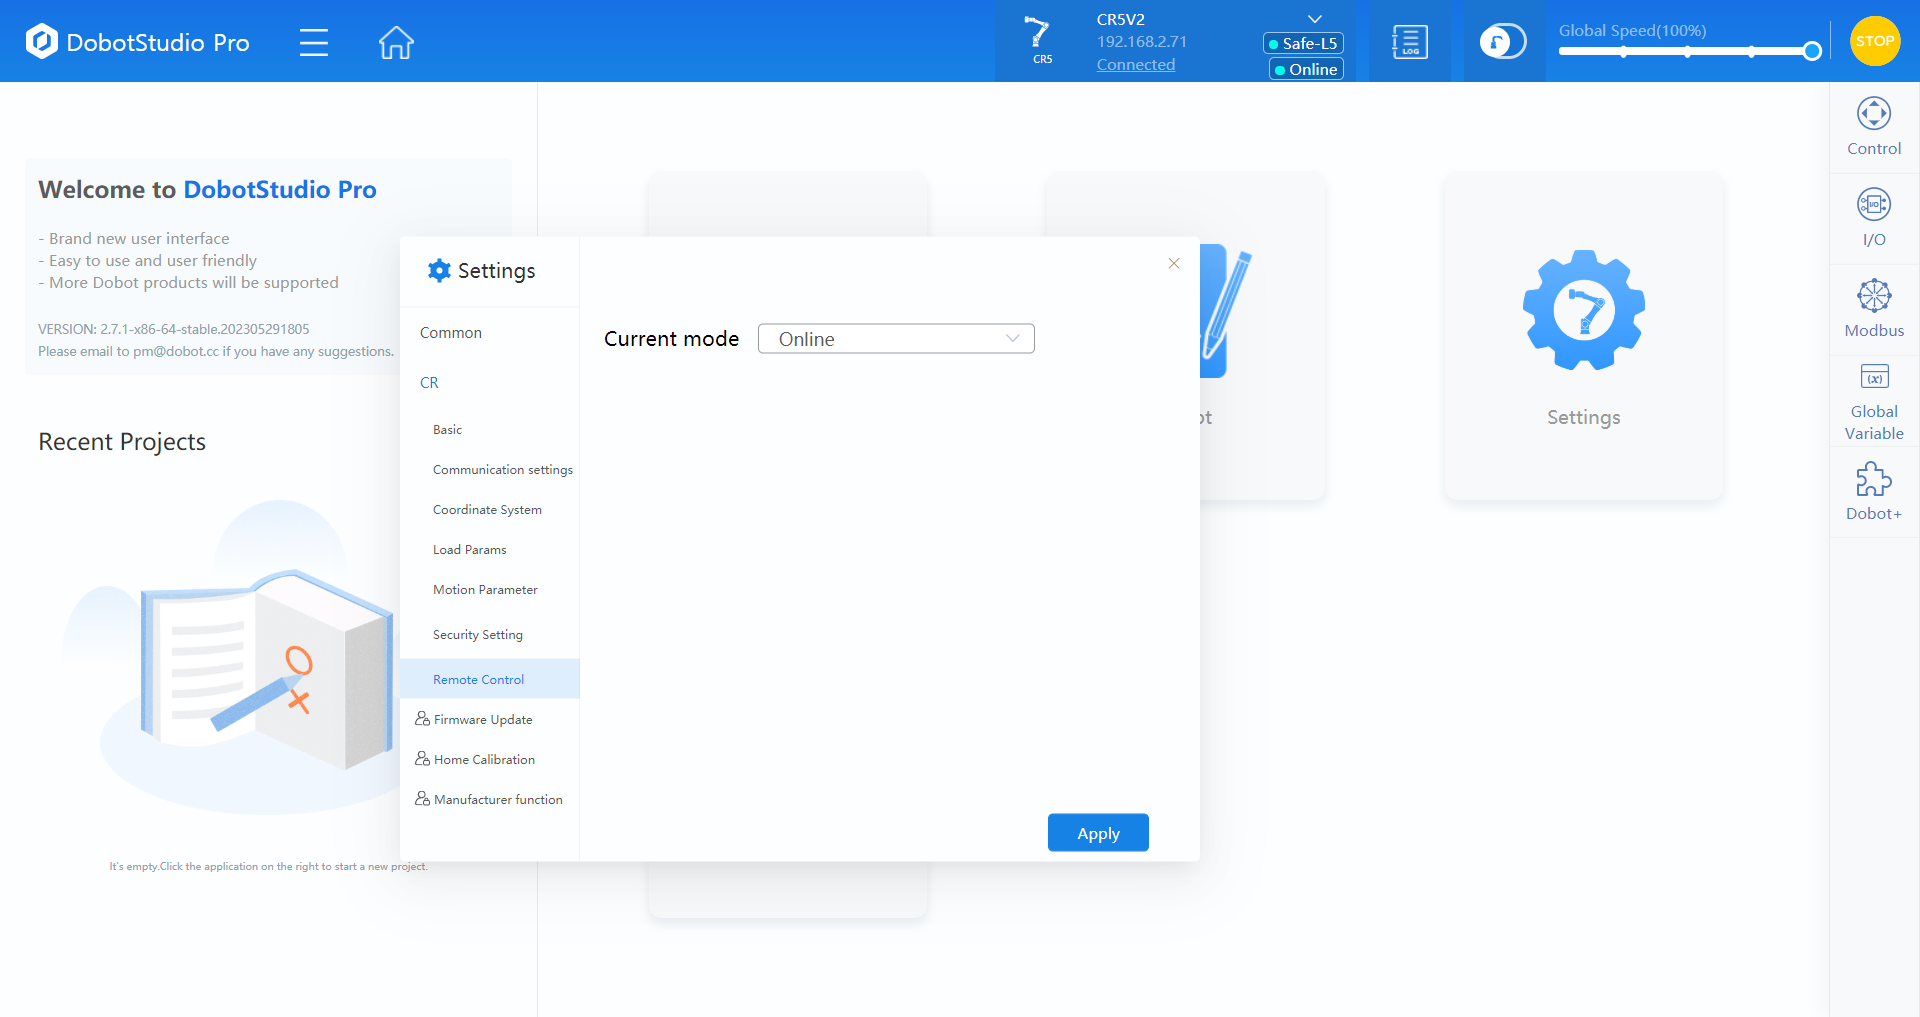 DobotStudio Pro
CR5
CR5V2
192.168.2.71
Connected
Safe-L5
Online
LOG
Global Speed(100%)
STOP
Welcome to DobotStudio Pro
- Brand new user interface
- Easy to use and user friendly
- More Dobot products will be supported
VERSION: 2.7.1-x86-64-stable.202305291805
Please email to pm@dobot.cc if you have any suggestions.
Recent Projects
It's empty.Click the application on the right to start a new project.
Settings
Common
CR
Basic
Communication settings
Coordinate System
Load Params
Motion Parameter
Security Setting
Remote Control
Firmware Update
Home Calibration
Manufacturer function
Current mode
Online
Apply
Settings
Control
I/O
I/O
Modbus
(x)
Global
Variable
Dobot+